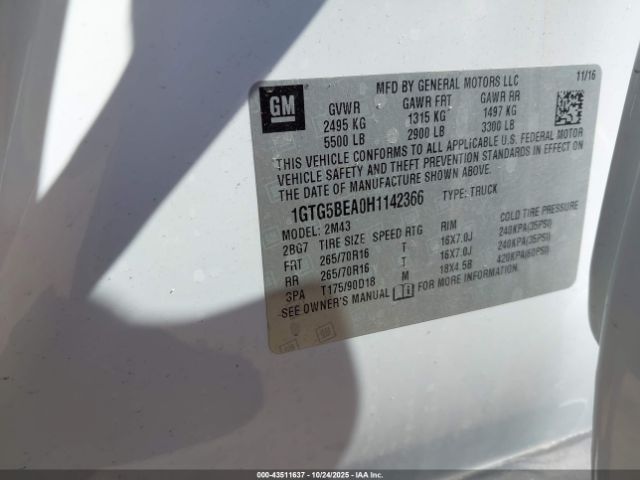 MFD BY GENERAL MOTORS LLC 11/16
GM
GVWR GAWR FRT GAWR RR
2495 KG 1315 KG 1497 KG
5500 LB 2900 LB 3300 LB
THIS VEHICLE CONFORMS TO ALL APPLICABLE U.S. FEDERAL MOTOR
VEHICLE SAFETY AND THEFT PREVENTION STANDARDS IN EFFECT ON
THE DATE OF MANUFACTURE SHOWN ABOVE.
1GTG5BEA0H1142366 TYPE: TRUCK
MODEL: 2M43
2BG7 TIRE SIZE SPEED RTG RIM COLD TIRE PRESSURE
FRT 265/70R16 T 16X7.0J 240KPA(35PSI)
RR 265/70R16 T 16X7.0J 240KPA(35PSI)
SPA T175/90D18 M 18X4.5B 420KPA(60PSI)
SEE OWNER'S MANUAL FOR MORE INFORMATION.
GM
000-43511637 - 10/24/2025 - IAA Inc.